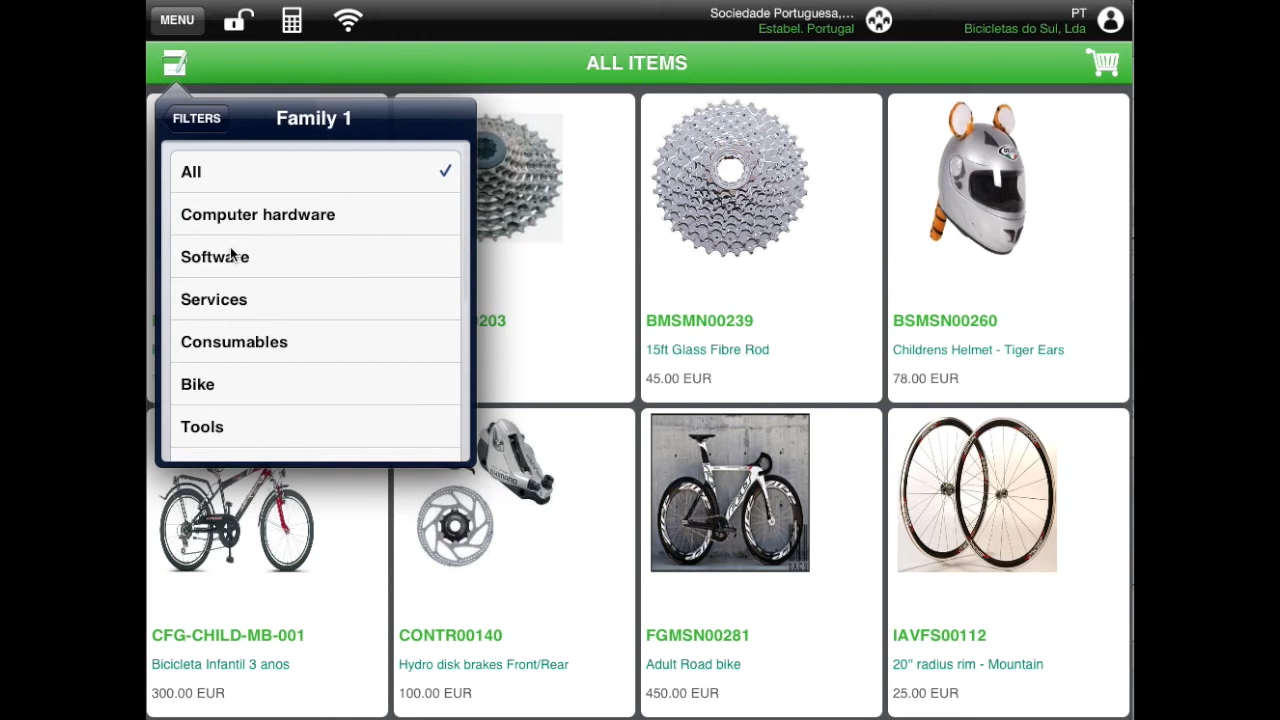 MENU
Sociedade Portuguesa,...
Estabel. Portugal
PT
Bicicletas do Sul, Lda
ALL ITEMS
FILTERS
Family 1
All
Computer hardware
Software
Services
Consumables
Bike
Tools
203
BMSMN00239
15ft Glass Fibre Rod
45.00 EUR
BSMSN00260
Childrens Helmet - Tiger Ears
78.00 EUR
CFG-CHILD-MB-001
Bicicleta Infantil 3 anos
300.00 EUR
CONTR00140
Hydro disk brakes Front/Rear
100.00 EUR
FGMSN00281
Adult Road bike
450.00 EUR
IAVFS00112
20" radius rim - Mountain
25.00 EUR